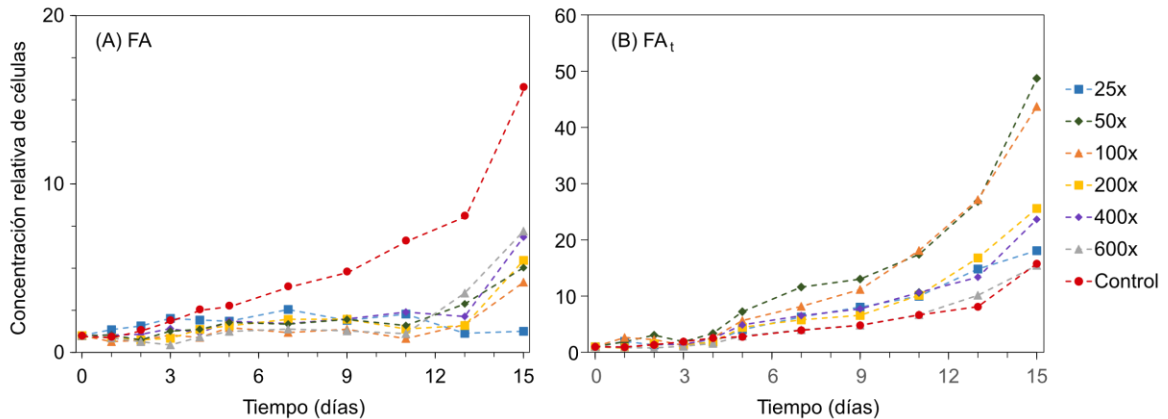 (A) FA
20
10
0
0
3
6
9
12
15
Tiempo (días)
Concentración relativa de células
(B) FAt
60
50
40
30
20
10
0
0
3
6
9
12
15
Tiempo (días)
25x
50x
100x
200x
400x
600x
Control